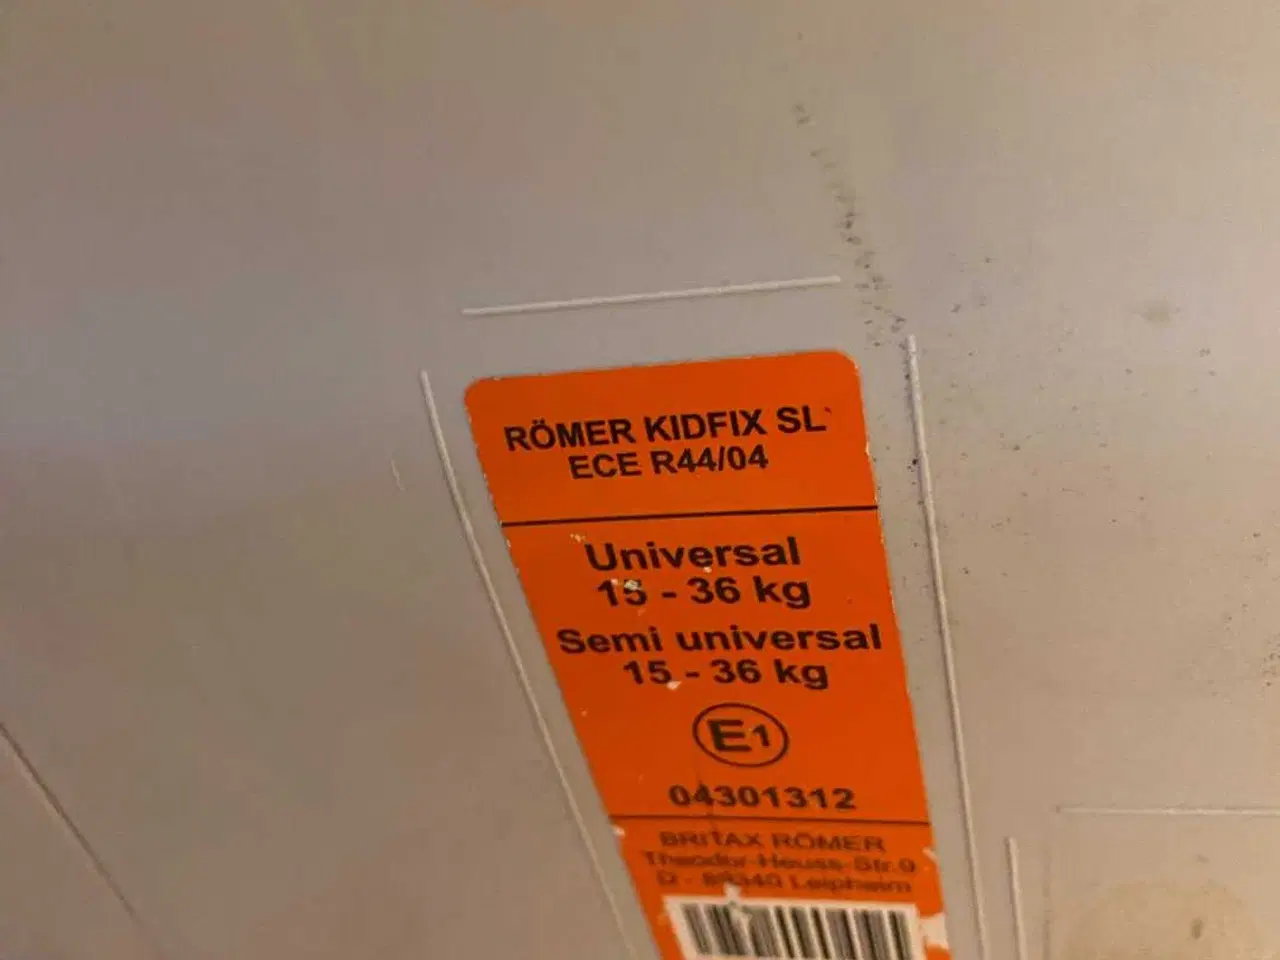 RÖMER KIDFIX SL
ECE R44/04
Universal
15 - 36 kg
Semi universal
15 - 36 kg
E1
04301312
BRITAX RÖMER
Theodor-Heuss-Str.9
D - 89340 Leipheim